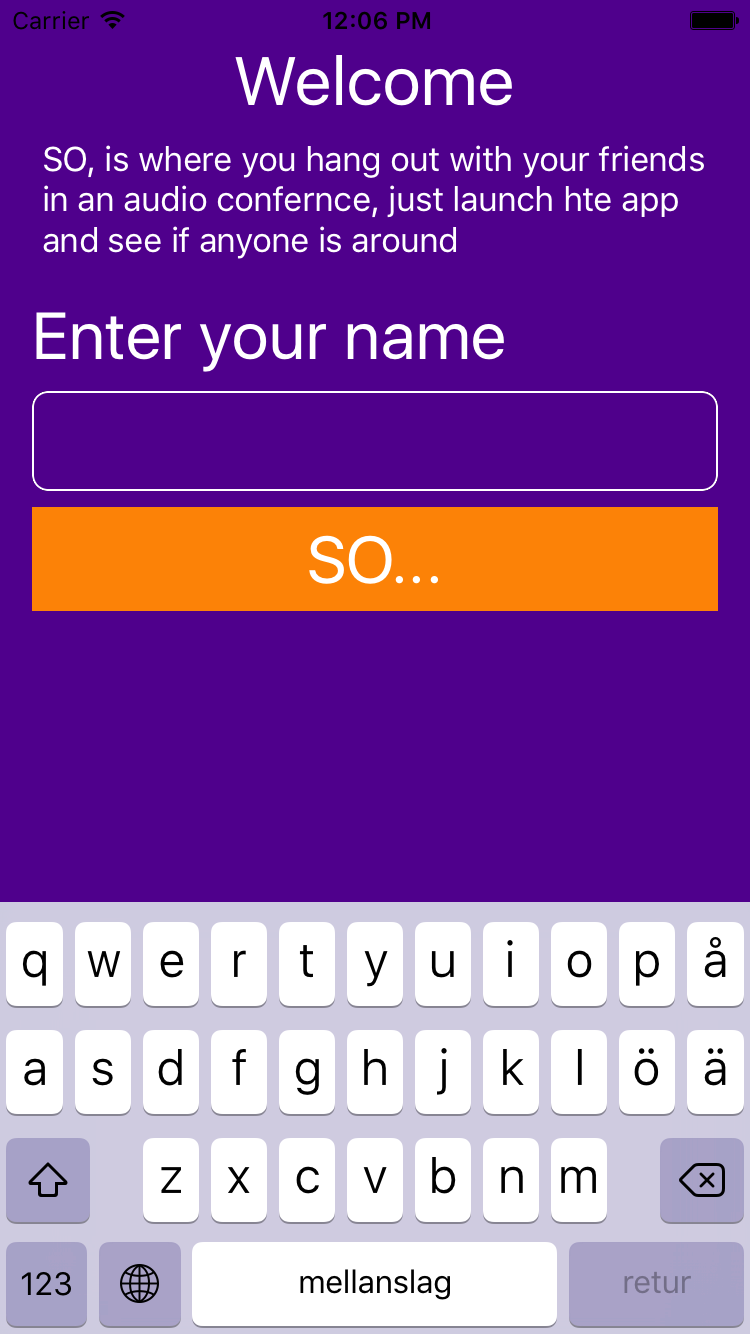 Carrier 12:06 PM
Welcome
SO, is where you hang out with your friends
in an audio confernce, just launch hte app
and see if anyone is around
Enter your name
SO...
q w e r t y u i o p å
a s d f g h j k l ö ä
z x c v b n m
123 mellanslag retur